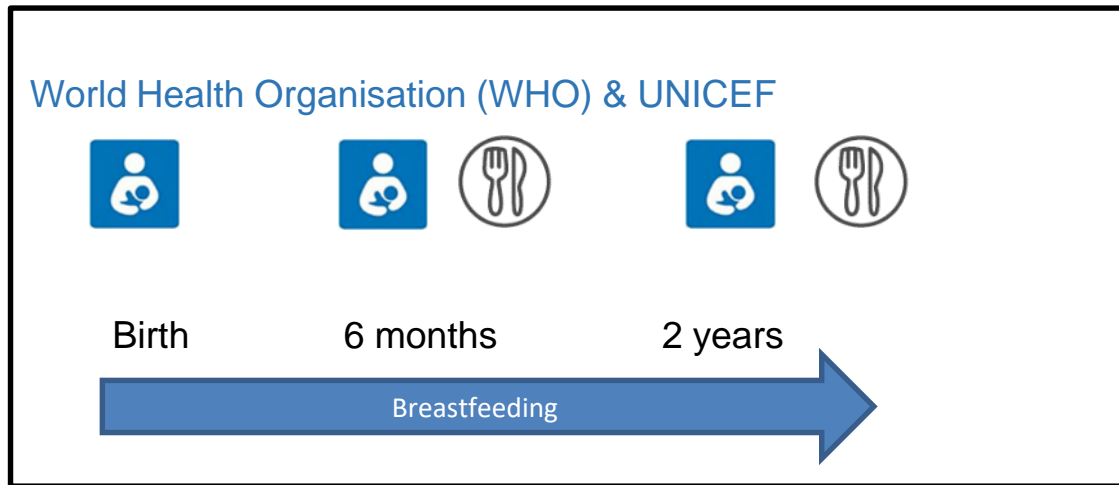 World Health Organisation (WHO) & UNICEF
Birth 6 months 2 years
Breastfeeding